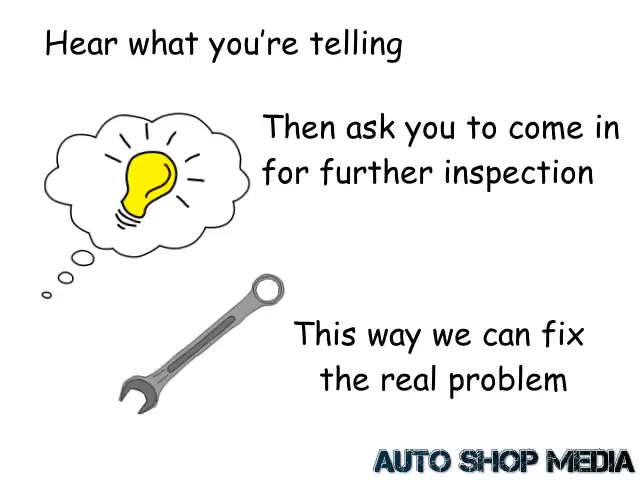 Hear what you're telling
Then ask you to come in
for further inspection
This way we can fix
the real problem
AUTO SHOP MEDIA